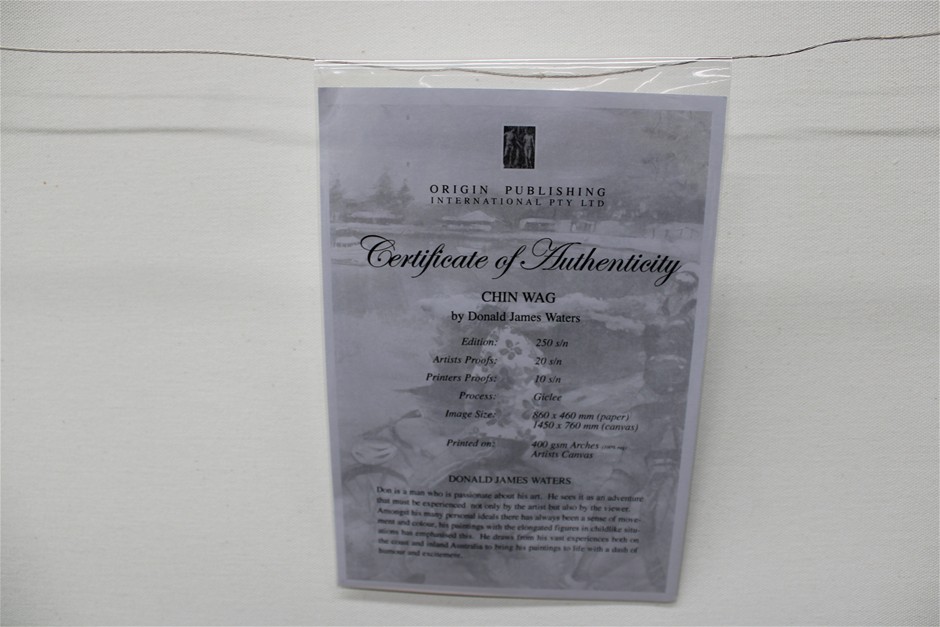 ORIGIN PUBLISHING
INTERNATIONAL PTY LTD
Certificate of Authenticity
CHIN WAG
by Donald James Waters
Edition: 250 s/n
Artists Proofs: 20 s/n
Printers Proofs: 10 s/n
Process: Gielee
Image Size: 860 x 460 mm (paper)
1450 x 760 mm (canvas)
Printed on: 400 gsm Arches
Artists Canvas
DONALD JAMES WATERS
Don is a man who is passionate about his art. He sees it as an adventure
that must be experienced not only by the artist but also by the viewer.
Amongst his many personal ideals there has always been a sense of move-
ment and colour, his paintings with the elongated figures in childlike situ-
ations has emphasised this. He draws from his vast experiences both on
the coast and inland Australia to bring his paintings to life with a dash of
humour and excitement.